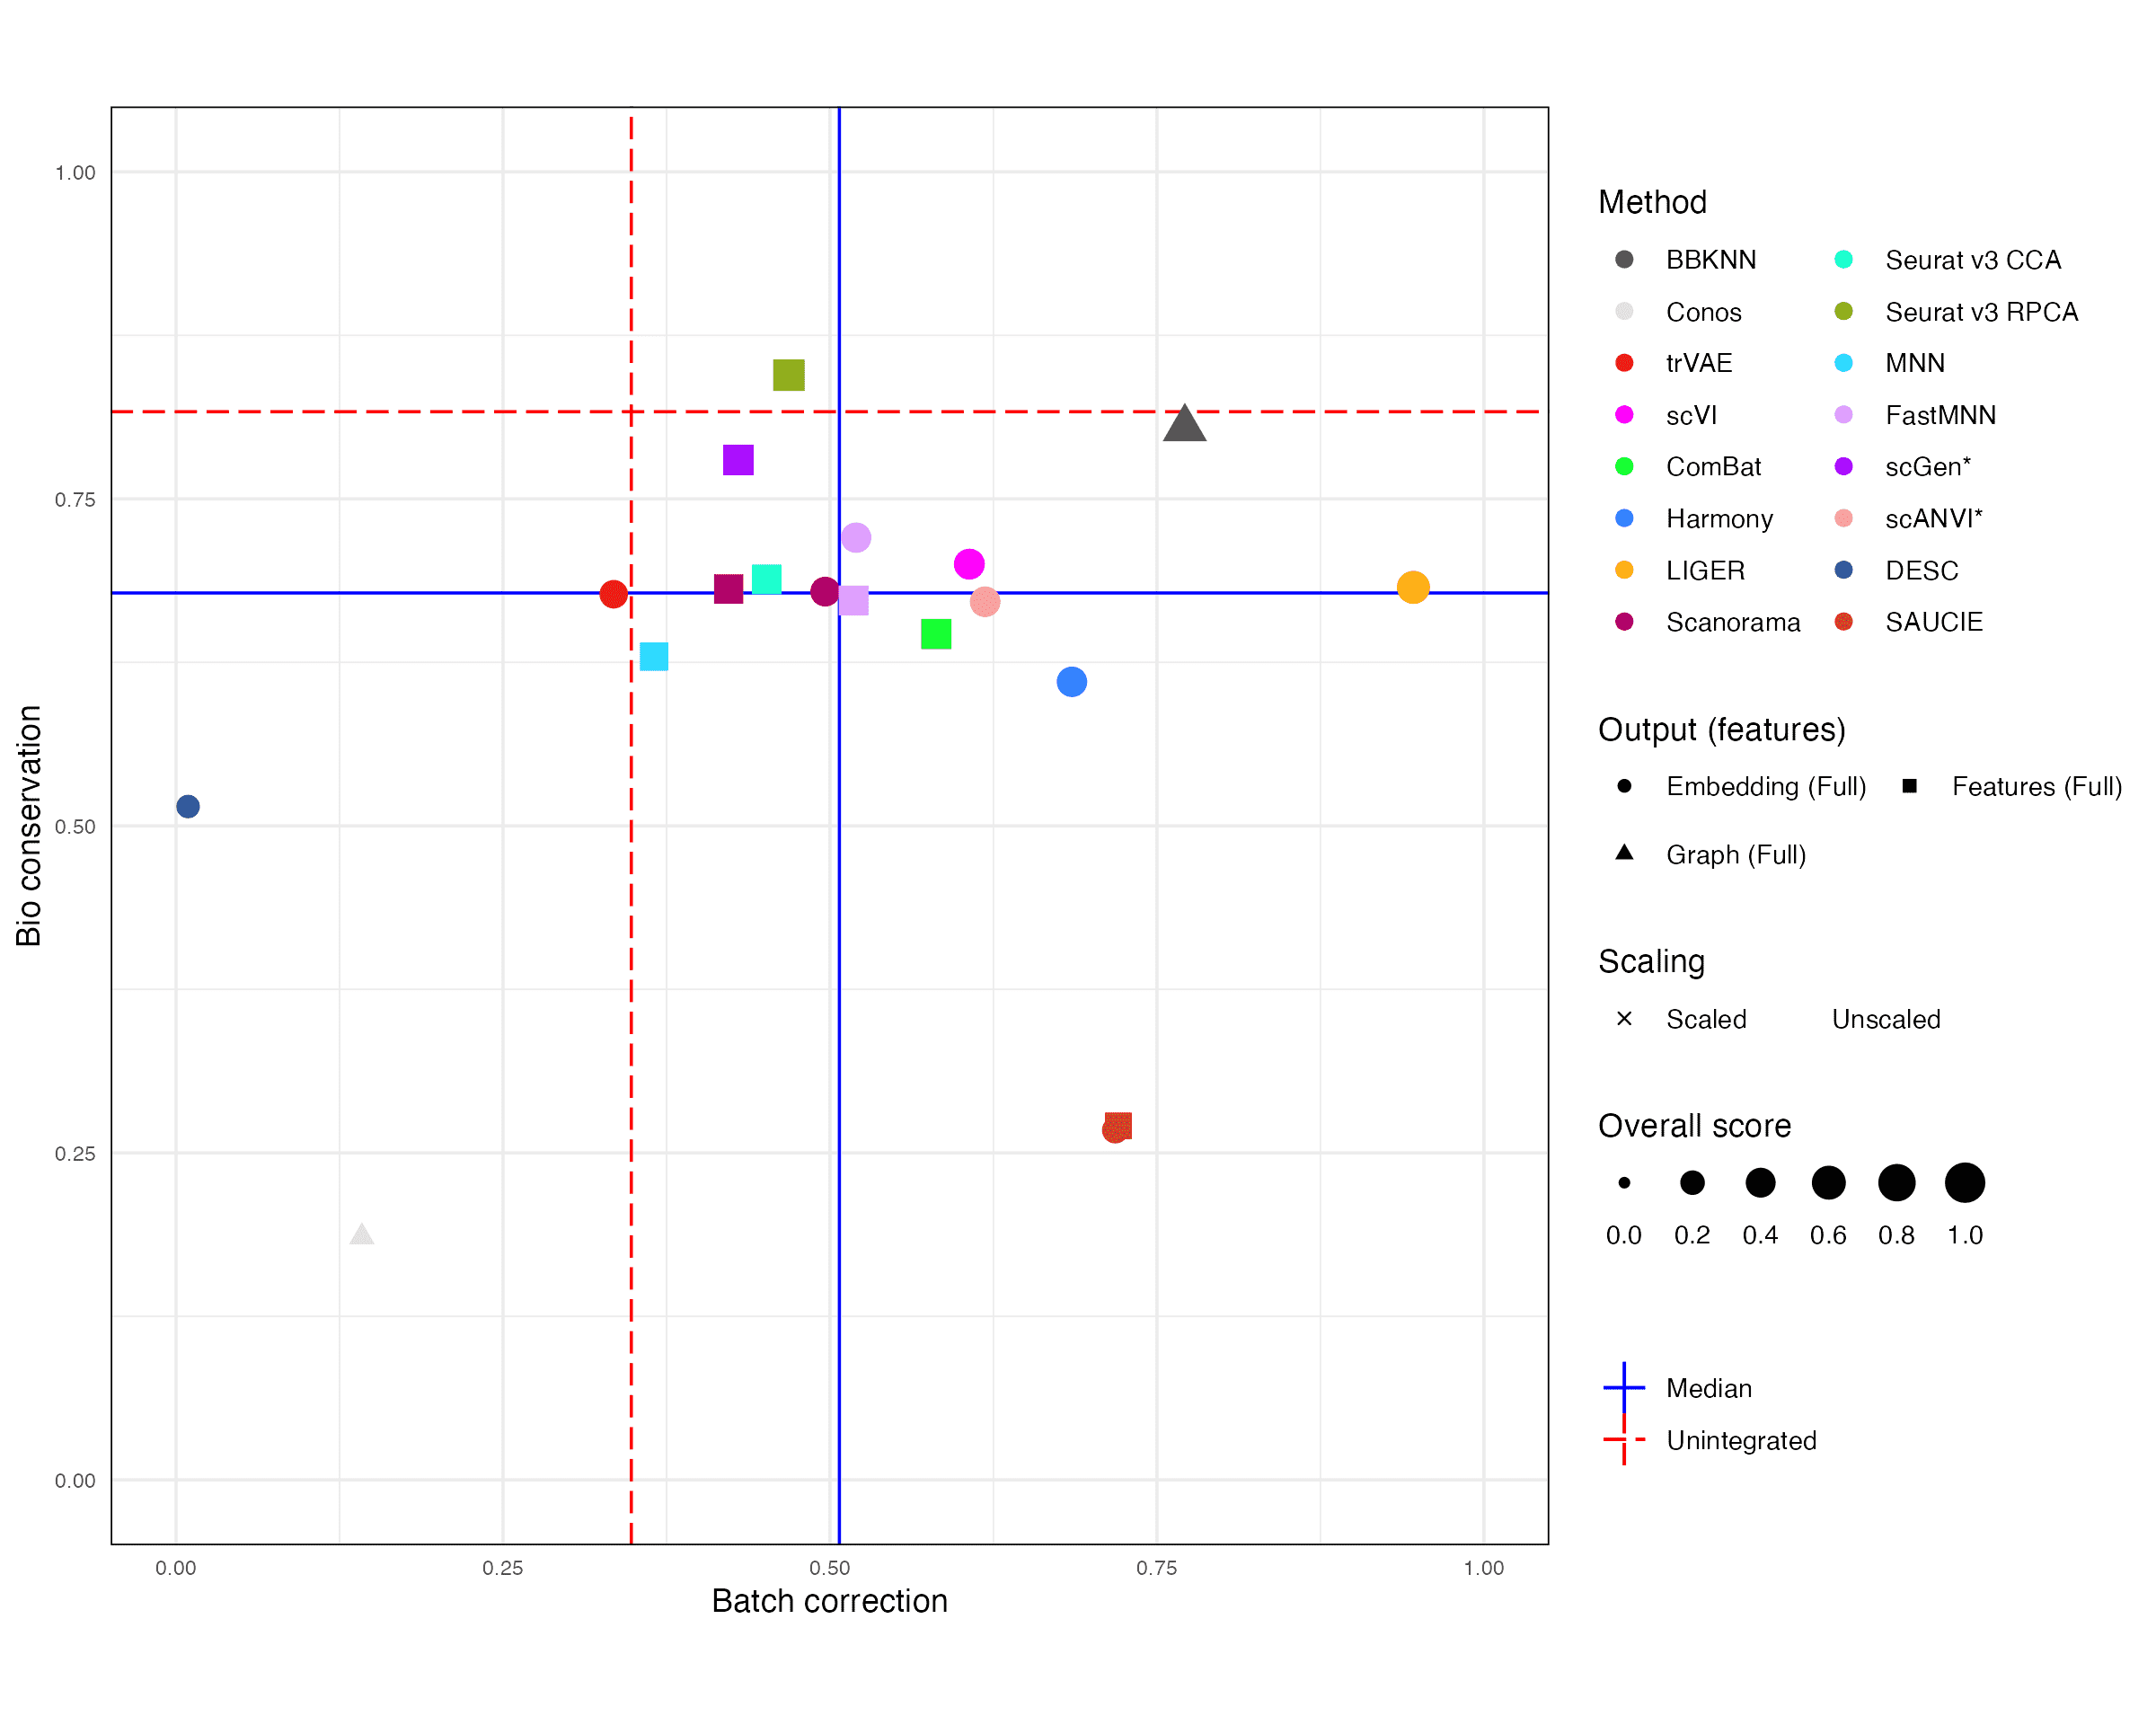 1.00
0.75
0.50
0.25
0.00
Bio conservation
0.00 0.25 0.50 0.75 1.00
Batch correction
Method
BBKNN Seurat v3 CCA
Conos Seurat v3 RPCA
trVAE MNN
scVI FastMNN
ComBat scGen*
Harmony scANVI*
LIGER DESC
Scanorama SAUCIE
Output (features)
Embedding (Full) Features (Full)
Graph (Full)
Scaling
Scaled Unscaled
Overall score
0.0 0.2 0.4 0.6 0.8 1.0
Median
Unintegrated